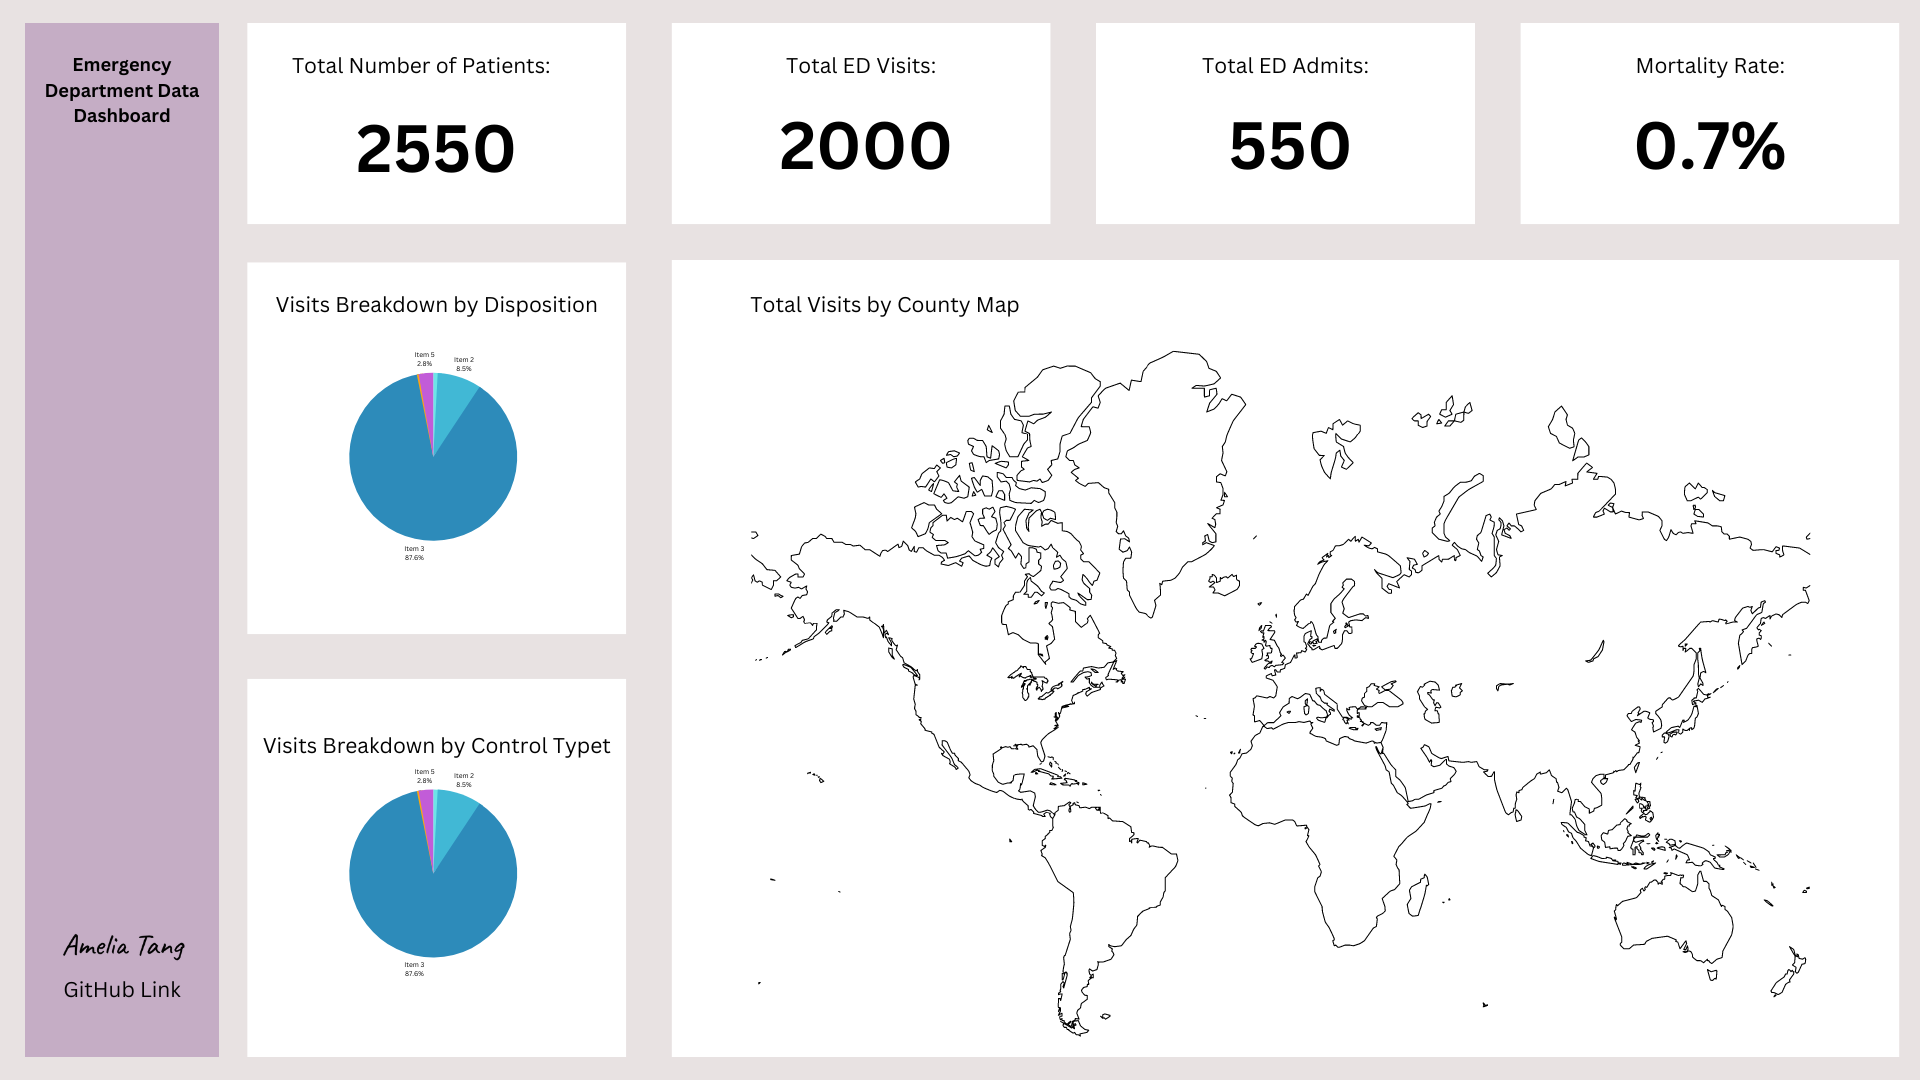 Emergency
Department Data
Dashboard
Total Number of Patients:
2550
Total ED Visits:
2000
Total ED Admits:
550
Mortality Rate:
0.7%
Visits Breakdown by Disposition
Item 5
2.8%
Item 2
8.5%
Item 3
87.6%
Total Visits by County Map
Visits Breakdown by Control Typet
Item 5
2.8%
Item 2
8.5%
Item 3
87.6%
Amelia Tang
GitHub Link